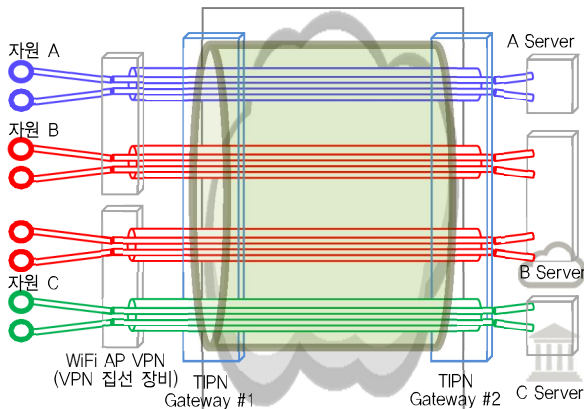 자원 A
A Server
자원 B
B Server
자원 C
WiFi AP VPN
(VPN 집선 장비)
TIPN
Gateway #1
TIPN
Gateway #2
C Server